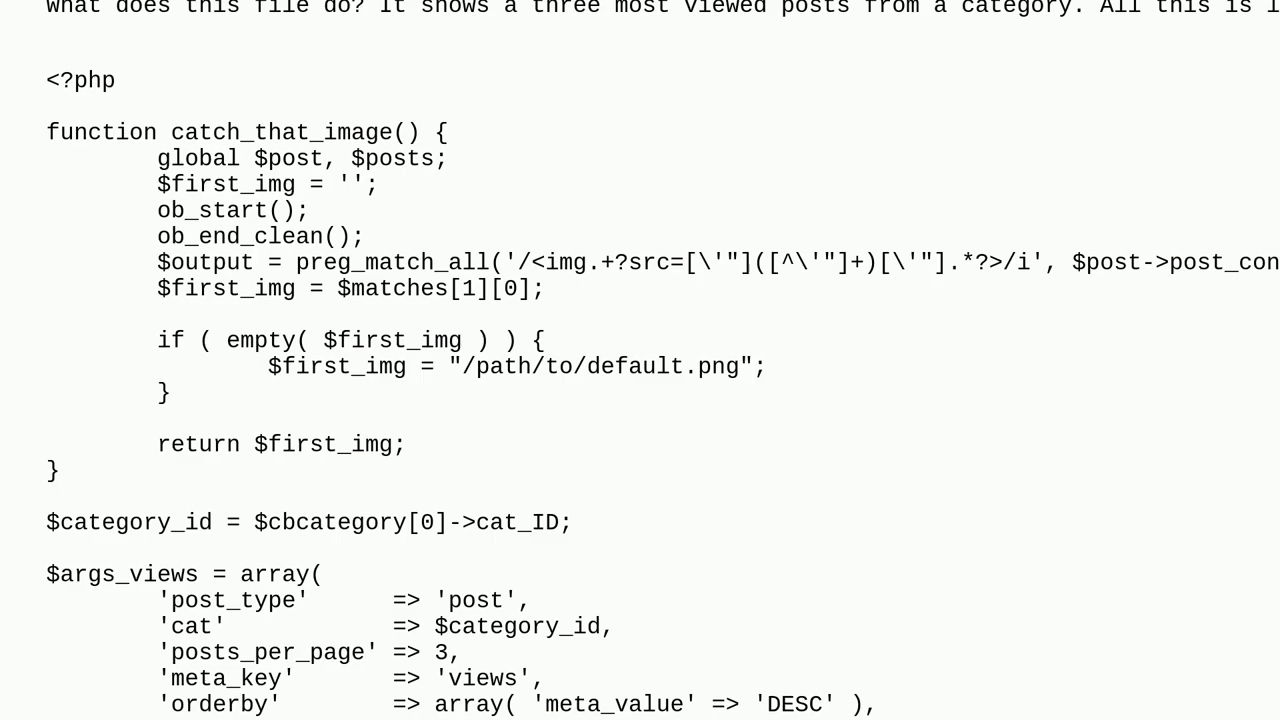 what does this file do? It shows a three most viewed posts from a category. All this is
<?php
function catch_that_image() {
        global $post, $posts;
        $first_img = '';
        ob_start();
        ob_end_clean();
        $output = preg_match_all('/<img.+?src=[\'"]([^\'"]+)[\'"].*?>/i', $post->post_con
        $first_img = $matches[1][0];
        if ( empty( $first_img ) ) {
                $first_img = "/path/to/default.png";
        }
        return $first_img;
}
$category_id = $cbcategory[0]->cat_ID;
$args_views = array(
        'post_type'      => 'post',
        'cat'            => $category_id,
        'posts_per_page' => 3,
        'meta_key'       => 'views',
        'orderby'        => array( 'meta_value' => 'DESC' ),